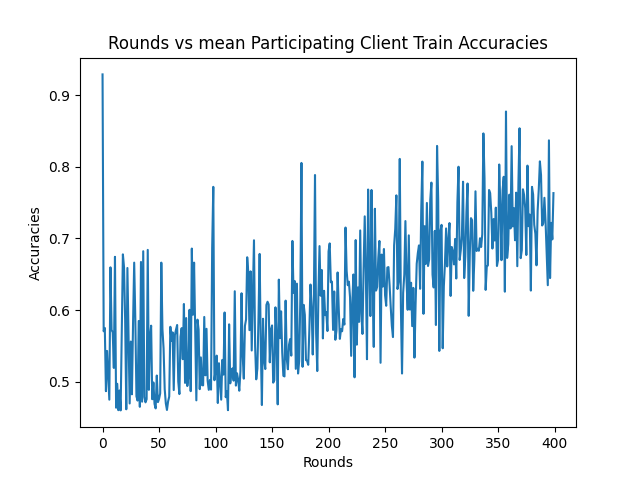 Rounds vs mean Participating Client Train Accuracies
0.9
0.8
0.7
0.6
0.5
Accuracies
0 50 100 150 200 250 300 350 400
Rounds